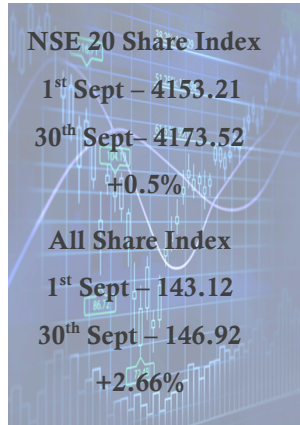 NSE 20 Share Index
1st Sept – 4153.21
30th Sept– 4173.52
+0.5%
All Share Index
1st Sept – 143.12
30th Sept – 146.92
+2.66%